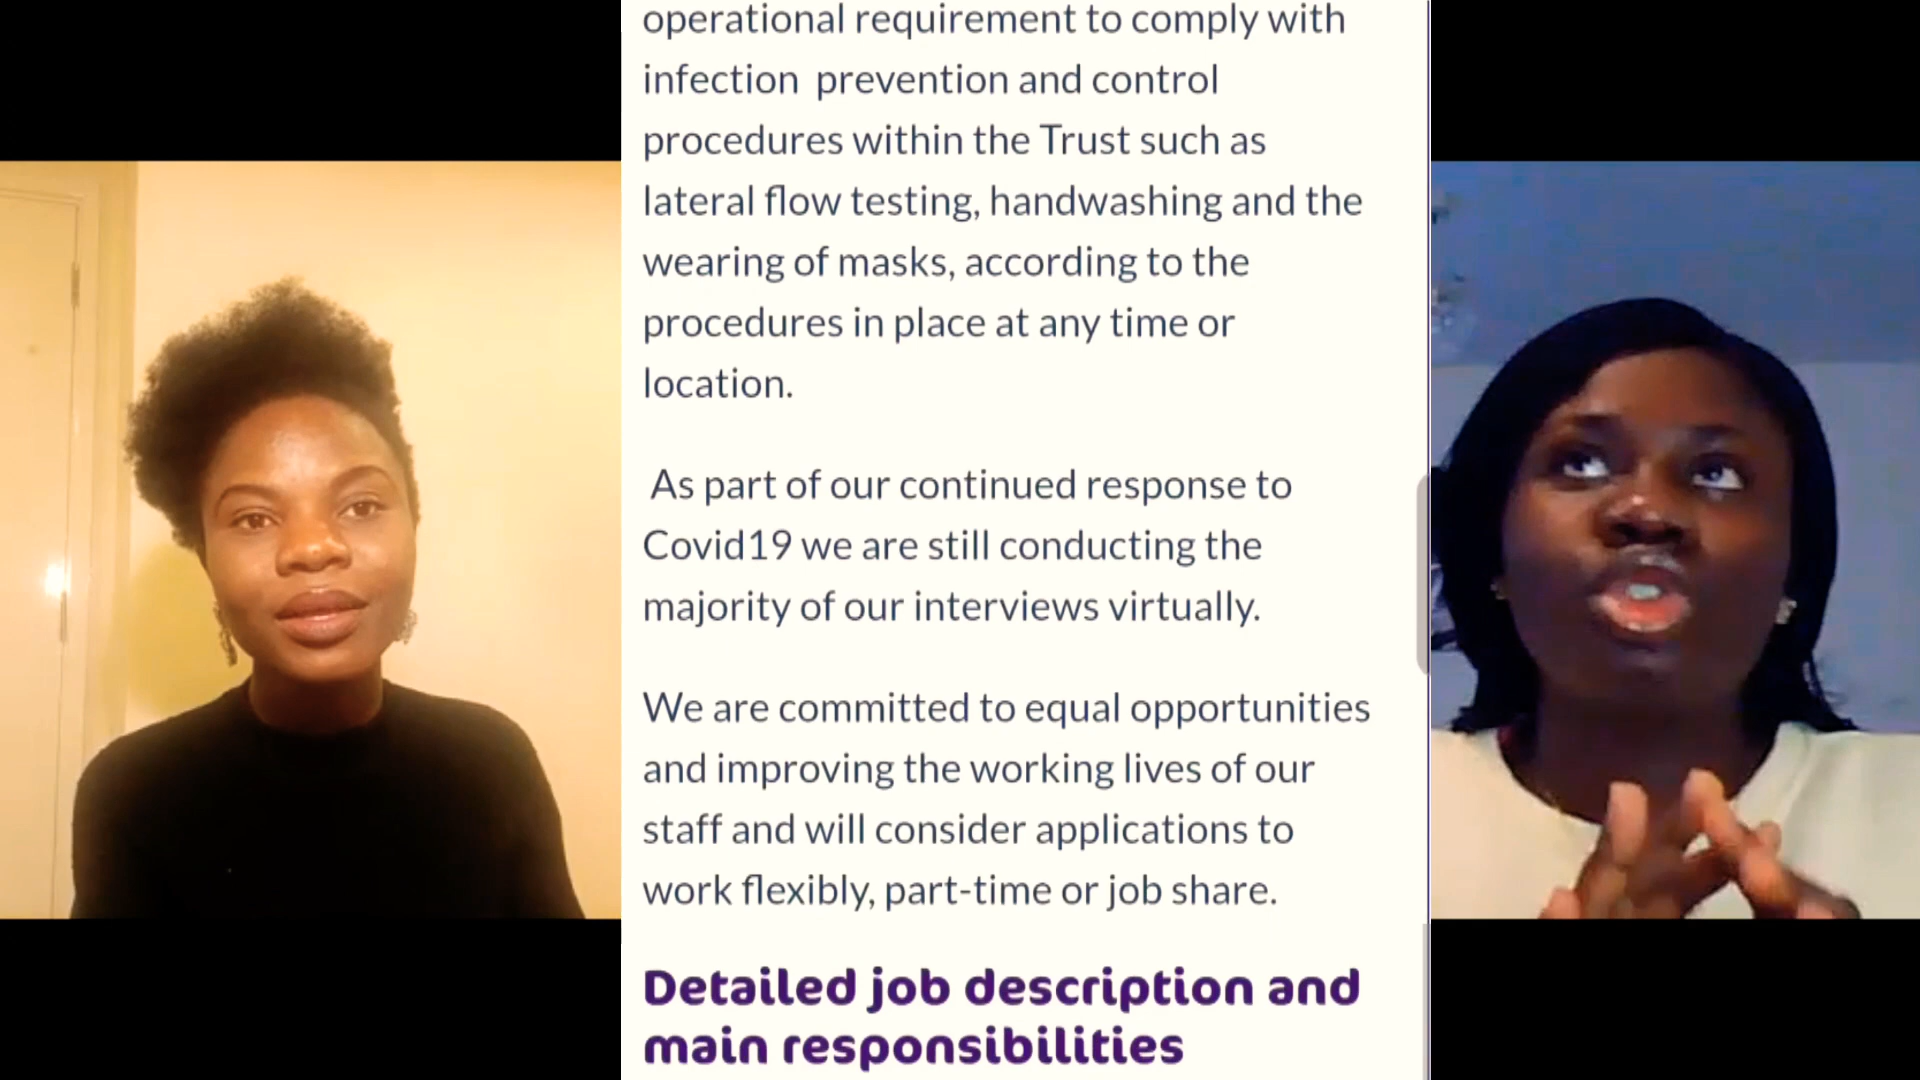 operational requirement to comply with
infection prevention and control
procedures within the Trust such as
lateral flow testing, handwashing and the
wearing of masks, according to the
procedures in place at any time or
location.
As part of our continued response to
Covid19 we are still conducting the
majority of our interviews virtually.
We are committed to equal opportunities
and improving the working lives of our
staff and will consider applications to
work flexibly, part-time or job share.
Detailed job description and
main responsibilities